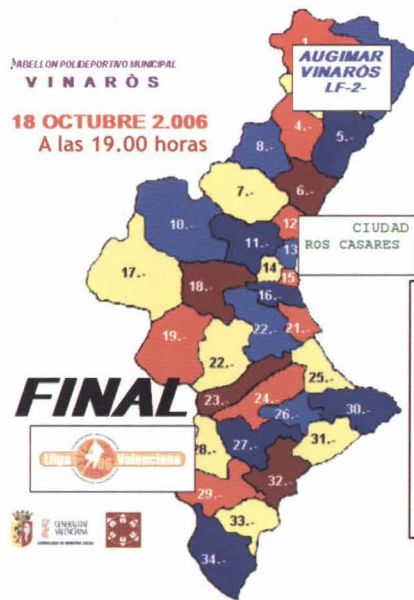 PABELLON POLIDEPORTIVO MUNICIPAL
VINARÒS
18 OCTUBRE 2.006
A las 19.00 horas
1.-
AUGIMAR
VINARÒS
LF-2-
4.-
5.-
8.-
6.-
7.-
10.-
12
11.-
13
CIUDAD
ROS CASARES
14
15
17.-
18.-
16.-
19.-
22.-
21.-
22.-
25.-
23.-
24.-
26.-
30.-
FINAL
28.-
27.-
31.-
Lliga 06 Valenciana
32.-
29.-
33.-
34.-
GENERALITAT
VALENCIANA